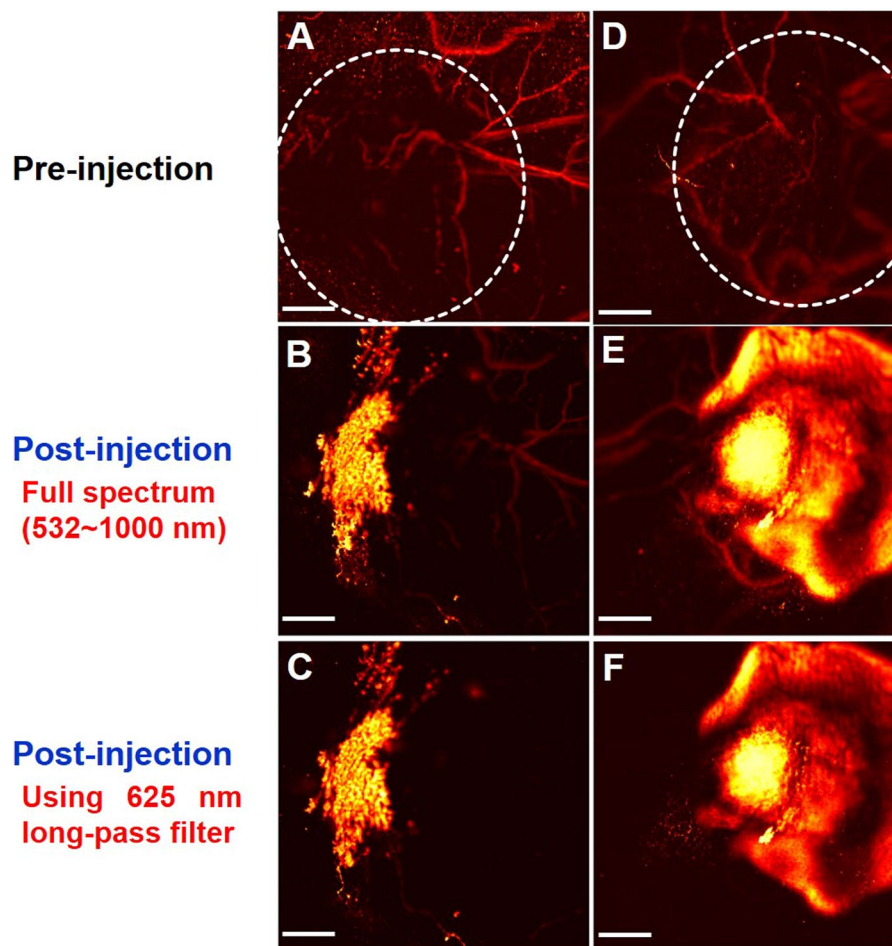 A
D
Pre-injection
B
E
Post-injection
Full spectrum
(532~1000 nm)
C
F
Post-injection
Using 625 nm
long-pass filter